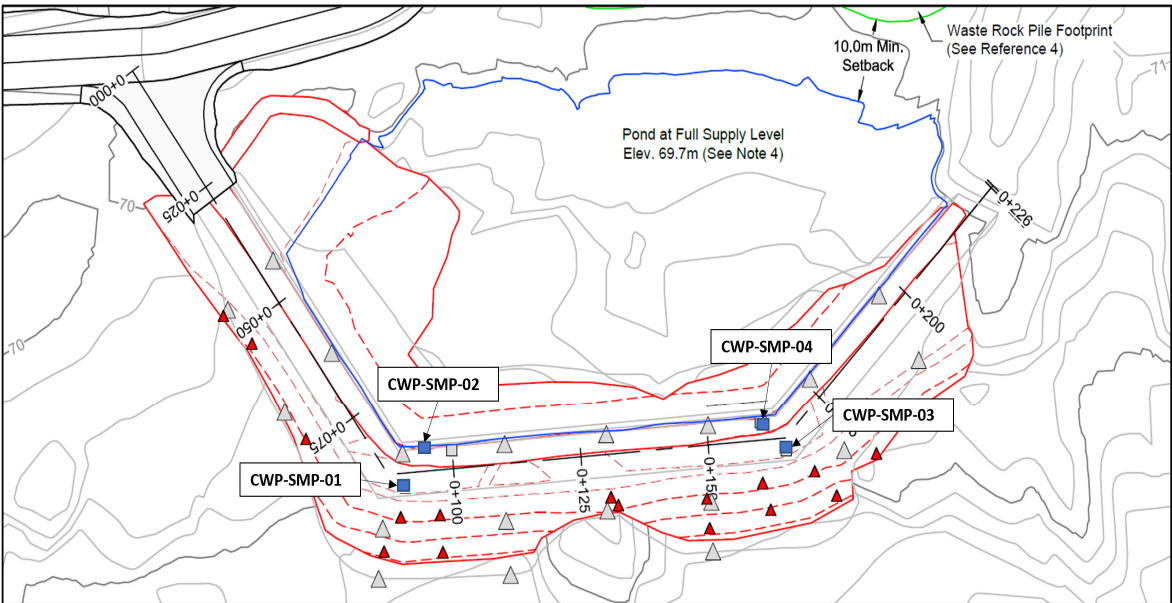 Waste Rock Pile Footprint
(See Reference 4)
10.0m Min.
Setback
71
0+000
Pond at Full Supply Level
Elev. 69.7m (See Note 4)
0+025
70
0+226
0+050
0+200
70
CWP-SMP-04
CWP-SMP-02
CWP-SMP-03
0+075
CWP-SMP-01
0+100
0+125
0+150